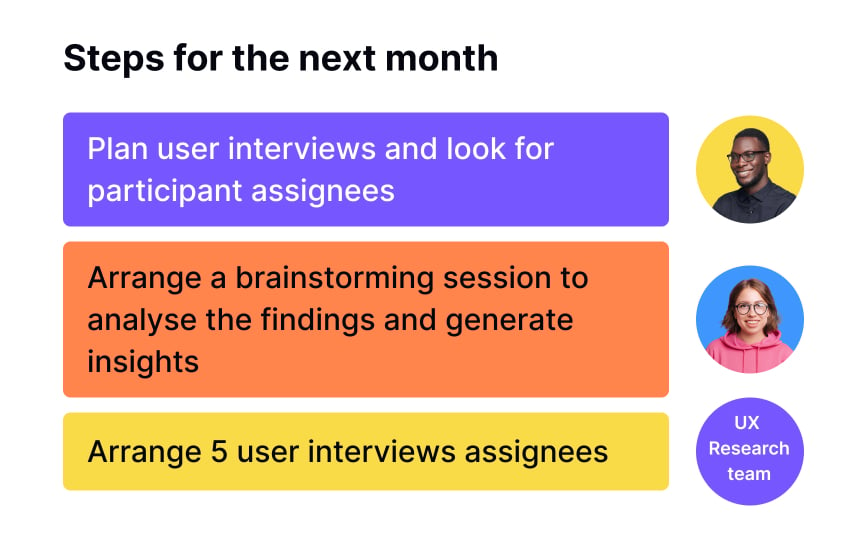 Steps for the next month
Plan user interviews and look for
participant assignees
Arrange a brainstorming session to
analyse the findings and generate
insights
Arrange 5 user interviews assignees
UX
Research
team